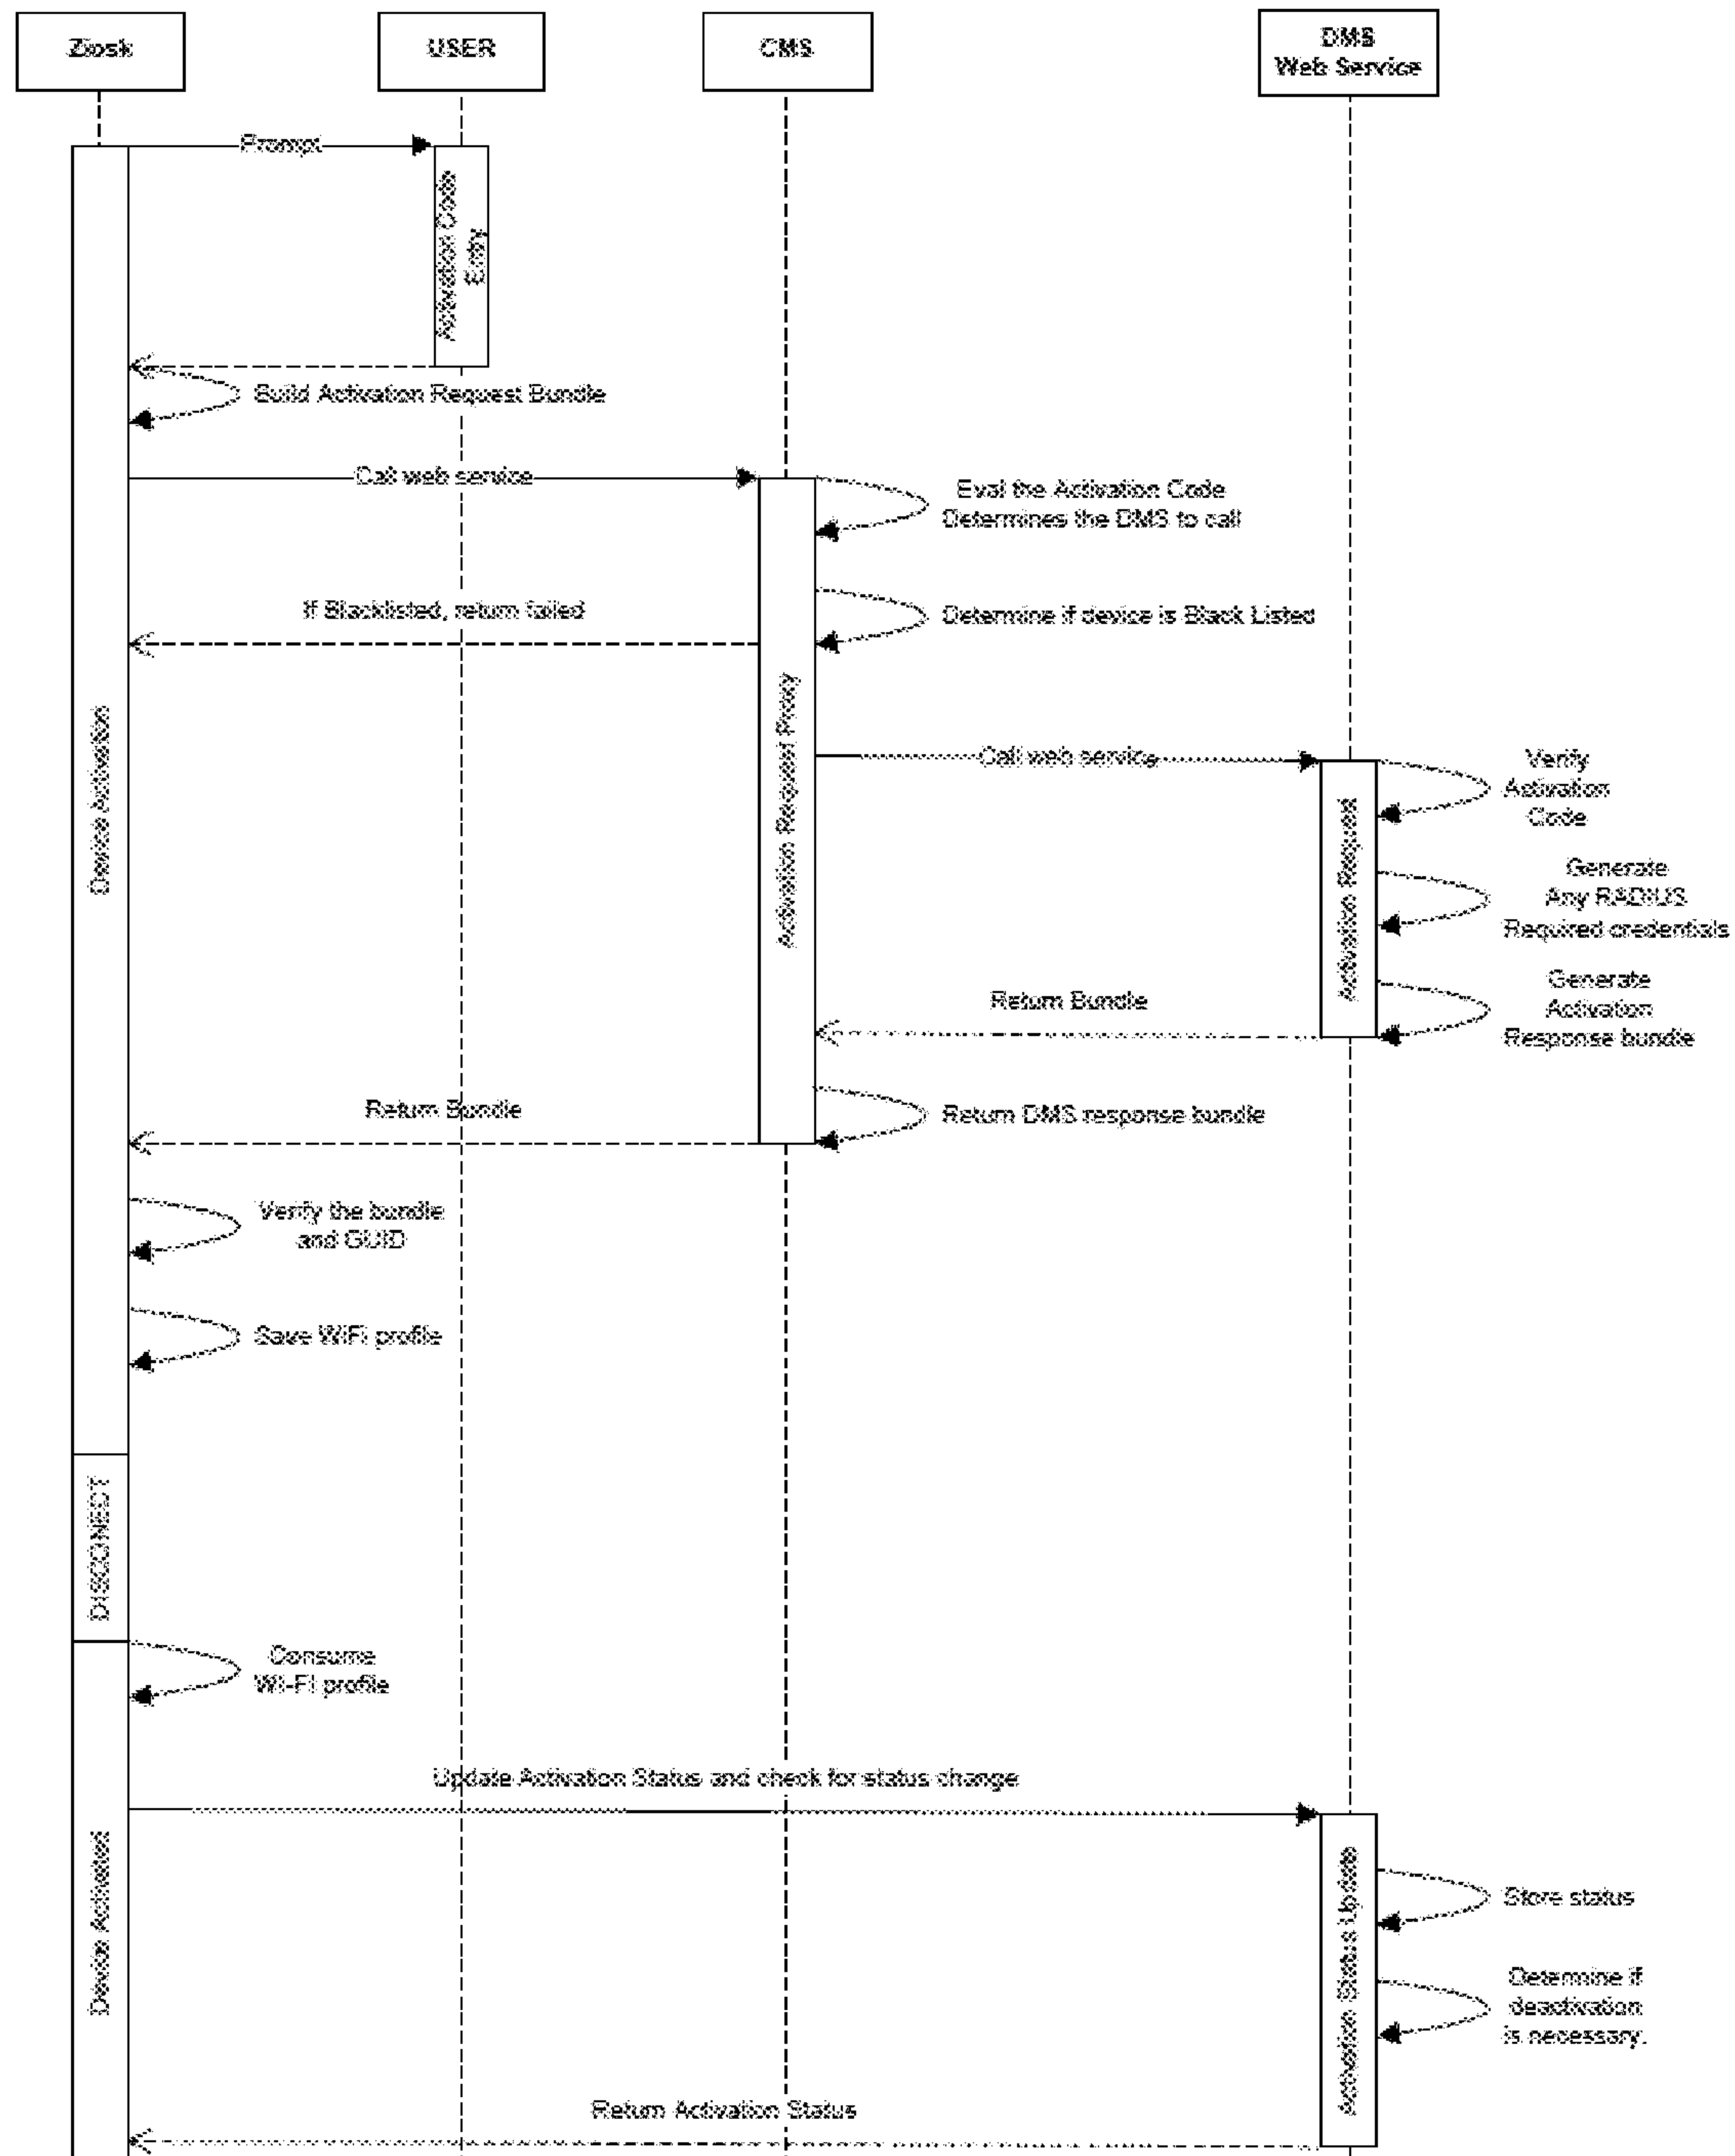 Ziosk
USER
CMS
DMS
Web Service
Prompt
Activation Code
Entry
Build Activation Request Bundle
Call web service
Eval the Activation Code
Determines the DMS to call
If Blacklisted, return failed
Determine if device is Black Listed
Device Activation
Activation Request Proxy
Call web service
Activation Request
Verify
Activation
Code
Generate
Any RADIUS
Required credentials
Generate
Activation
Response bundle
Return Bundle
Return Bundle
Return DMS response bundle
Verify the bundle
and GUID
Save WiFi profile
DISCONNECT
Consume
Wi-Fi profile
Update Activation Status and check for status change
Device Activation
Activation Status Update
Store status
Determine if
deactivation
is necessary.
Return Activation Status